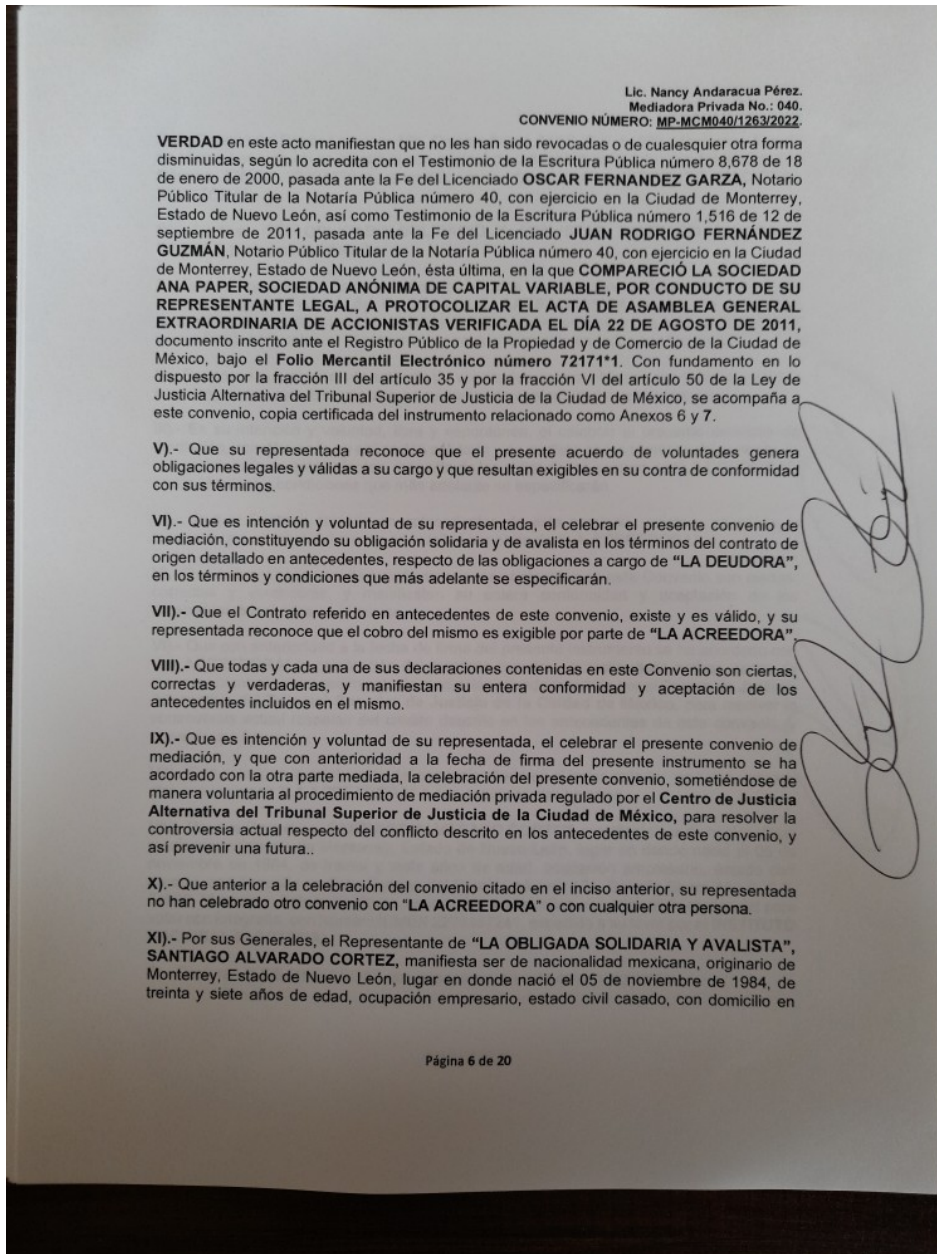 Lic. Nancy Andaracua Pérez.
Mediadora Privada No.: 040.
CONVENIO NÚMERO: MP-MCM040/1263/2022.
VERDAD en este acto manifiestan que no les han sido revocadas o de cualesquier otra forma
disminuidas, según lo acredita con el Testimonio de la Escritura Pública número 8,678 de 18
de enero de 2000, pasada ante la Fe del Licenciado OSCAR FERNANDEZ GARZA, Notario
Público Titular de la Notaría Pública número 40, con ejercicio en la Ciudad de Monterrey,
Estado de Nuevo León, así como Testimonio de la Escritura Pública número 1,516 de 12 de
septiembre de 2011, pasada ante la Fe del Licenciado JUAN RODRIGO FERNÁNDEZ
GUZMÁN, Notario Público Titular de la Notaría Pública número 40, con ejercicio en la Ciudad
de Monterrey, Estado de Nuevo León, ésta última, en la que COMPARECIÓ LA SOCIEDAD
ANA PAPER, SOCIEDAD ANÓNIMA DE CAPITAL VARIABLE, POR CONDUCTO DE SU
REPRESENTANTE LEGAL, A PROTOCOLIZAR EL ACTA DE ASAMBLEA GENERAL
EXTRAORDINARIA DE ACCIONISTAS VERIFICADA EL DÍA 22 DE AGOSTO DE 2011,
documento inscrito ante el Registro Público de la Propiedad y de Comercio de la Ciudad de
México, bajo el Folio Mercantil Electrónico número 72171*1. Con fundamento en lo
dispuesto por la fracción III del artículo 35 y por la fracción VI del artículo 50 de la Ley de
Justicia Alternativa del Tribunal Superior de Justicia de la Ciudad de México, se acompaña a
este convenio, copia certificada del instrumento relacionado como Anexos 6 y 7.
V).- Que su representada reconoce que el presente acuerdo de voluntades genera
obligaciones legales y válidas a su cargo y que resultan exigibles en su contra de conformidad
con sus términos.
VI).- Que es intención y voluntad de su representada, el celebrar el presente convenio de
mediación, constituyendo su obligación solidaria y de avalista en los términos del contrato de
origen detallado en antecedentes, respecto de las obligaciones a cargo de "LA DEUDORA",
en los términos y condiciones que más adelante se especificarán.
VII).- Que el Contrato referido en antecedentes de este convenio, existe y es válido, y su
representada reconoce que el cobro del mismo es exigible por parte de "LA ACREEDORA".
VIII).- Que todas y cada una de sus declaraciones contenidas en este Convenio son ciertas,
correctas y verdaderas, y manifiestan su entera conformidad y aceptación de los
antecedentes incluidos en el mismo.
IX).- Que es intención y voluntad de su representada, el celebrar el presente convenio de
mediación, y que con anterioridad a la fecha de firma del presente instrumento se ha
acordado con la otra parte mediada, la celebración del presente convenio, sometiéndose de
manera voluntaria al procedimiento de mediación privada regulado por el Centro de Justicia
Alternativa del Tribunal Superior de Justicia de la Ciudad de México, para resolver la
controversia actual respecto del conflicto descrito en los antecedentes de este convenio, y
así prevenir una futura..
X).- Que anterior a la celebración del convenio citado en el inciso anterior, su representada
no han celebrado otro convenio con "LA ACREEDORA" o con cualquier otra persona.
XI).- Por sus Generales, el Representante de "LA OBLIGADA SOLIDARIA Y AVALISTA",
SANTIAGO ALVARADO CORTEZ, manifiesta ser de nacionalidad mexicana, originario de
Monterrey, Estado de Nuevo León, lugar en donde nació el 05 de noviembre de 1984, de
treinta y siete años de edad, ocupación empresario, estado civil casado, con domicilio en
Página 6 de 20